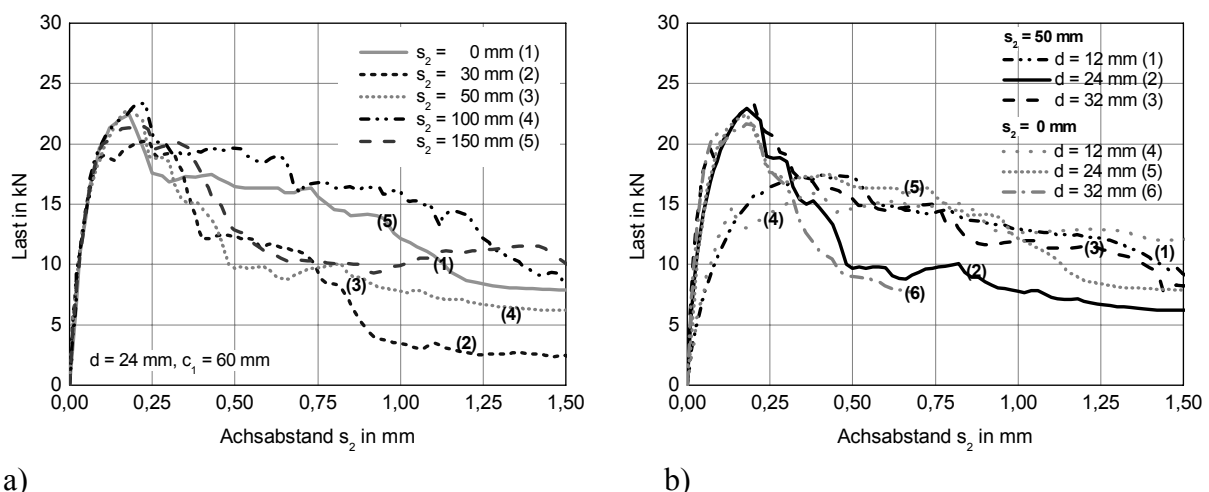 30
25
20
15
10
5
0
Last in kN
s2 = 0 mm (1)
s2 = 30 mm (2)
s2 = 50 mm (3)
s2 = 100 mm (4)
s2 = 150 mm (5)
(5)
(1)
(3)
(4)
(2)
d = 24 mm, c1 = 60 mm
0,00 0,25 0,50 0,75 1,00 1,25 1,50
Achsabstand s2 in mm
a)
30
25
20
15
10
5
0
Last in kN
s2 = 50 mm
d = 12 mm (1)
d = 24 mm (2)
d = 32 mm (3)
s2 = 0 mm
d = 12 mm (4)
d = 24 mm (5)
d = 32 mm (6)
(5)
(4)
(3)
(1)
(2)
(6)
0,00 0,25 0,50 0,75 1,00 1,25 1,50
Achsabstand s2 in mm
b)